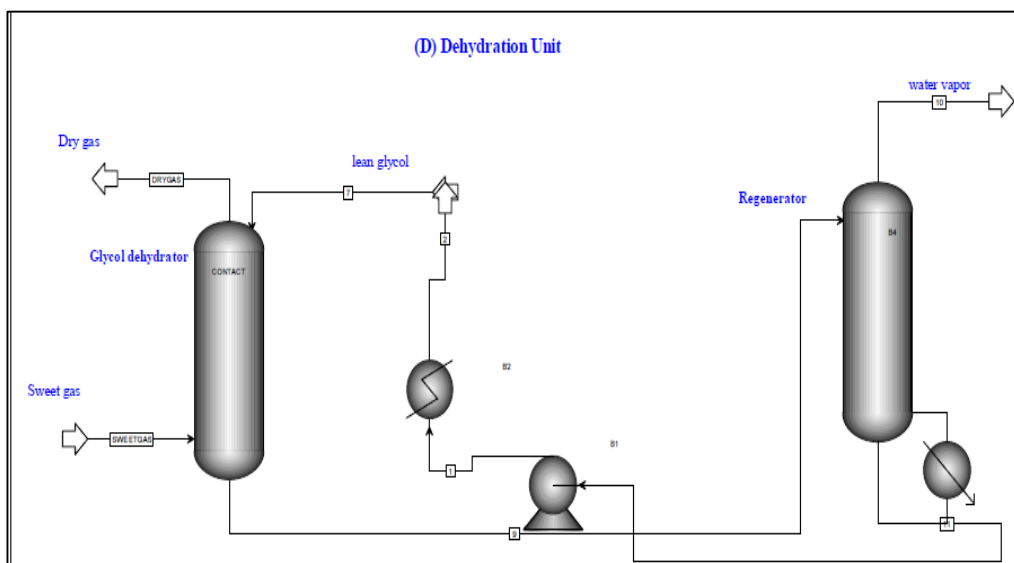 (D) Dehydration Unit
water vapor
10
Dry gas
DRYGAS
lean glycol
7
2
Regenerator
B4
Glycol dehydrator
CONTACT
B2
Sweet gas
SWEETGAS
B1
1
9
11